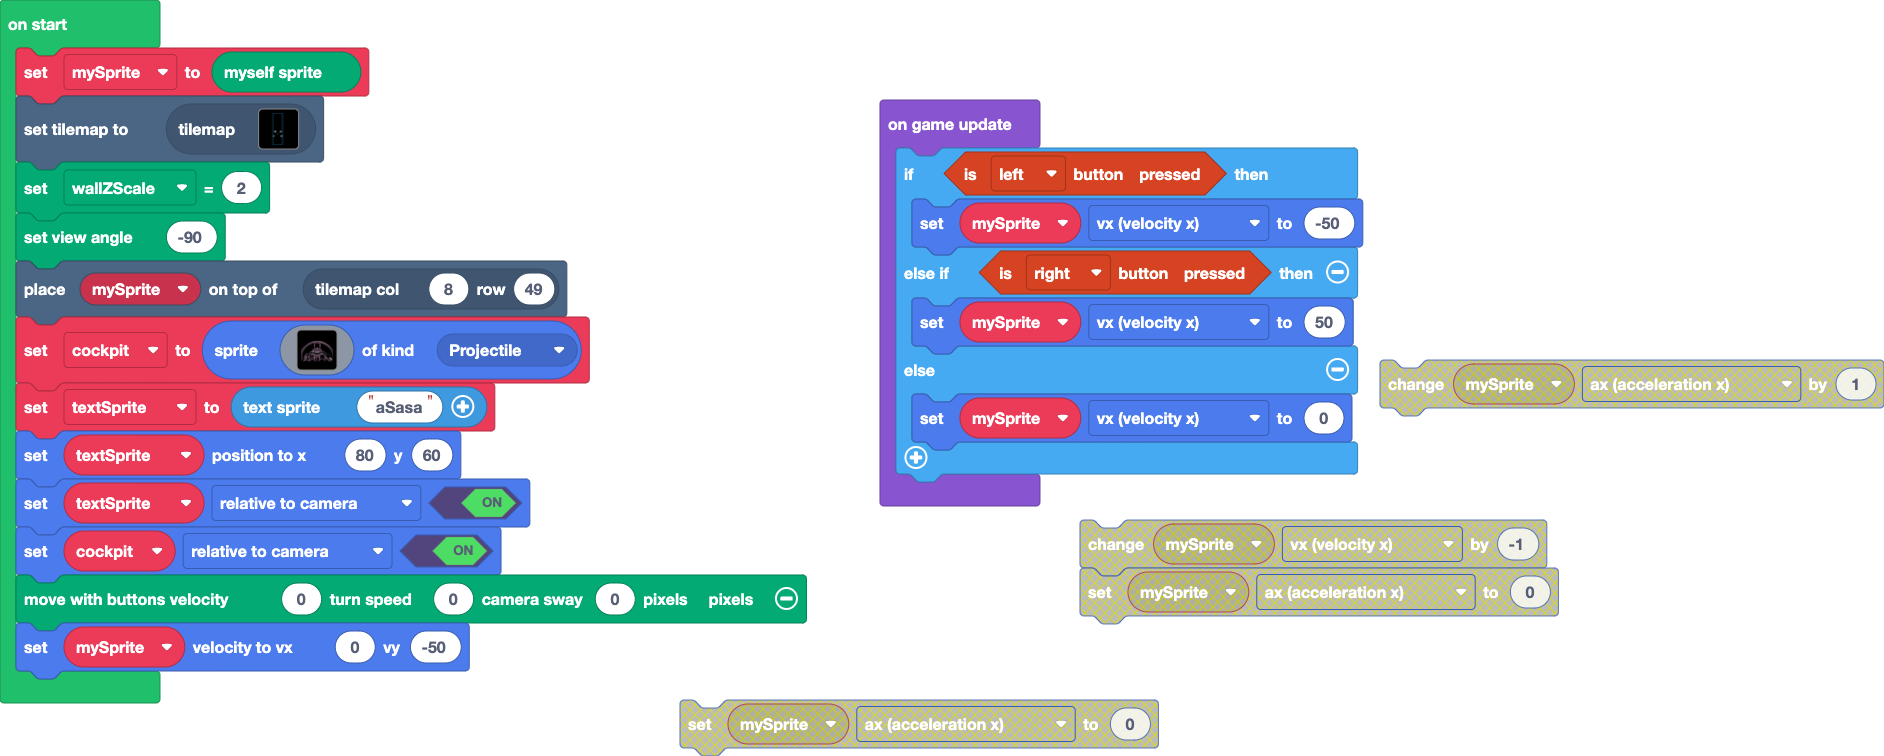 on start
set mySprite to myself sprite
set tilemap to tilemap
set wallZScale = 2
set view angle -90
place mySprite on top of tilemap col 8 row 49
set cockpit to sprite of kind Projectile
set textSprite to text sprite "aSasa"
set textSprite position to x 80 y 60
set textSprite relative to camera ON
set cockpit relative to camera ON
move with buttons velocity 0 turn speed 0 camera sway 0 pixels pixels
set mySprite velocity to vx 0 vy -50
on game update
if is left button pressed then
set mySprite vx (velocity x) to -50
else if is right button pressed then
set mySprite vx (velocity x) to 50
else
set mySprite vx (velocity x) to 0
change mySprite ax (acceleration x) by 1
change mySprite vx (velocity x) by -1
set mySprite ax (acceleration x) to 0
set mySprite ax (acceleration x) to 0